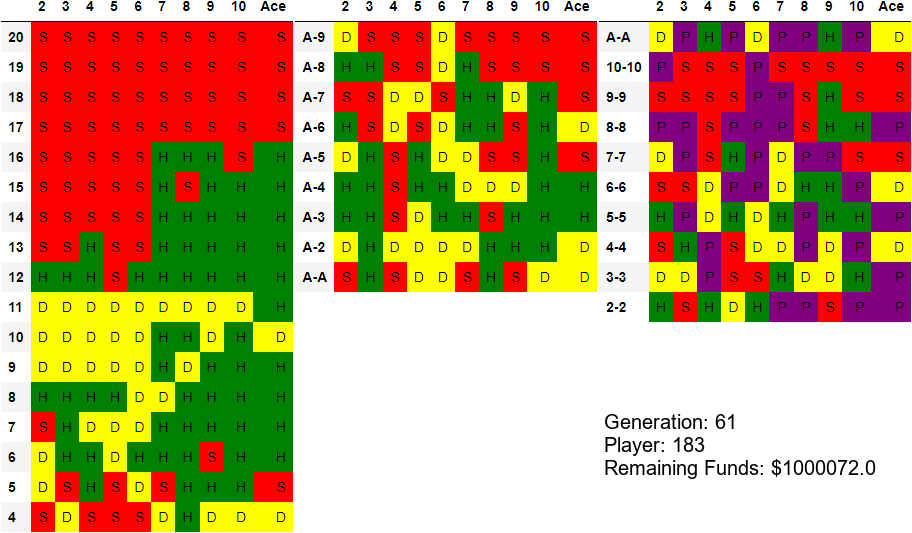 2 3 4 5 6 7 8 9 10 Ace
20 S S S S S S S S S S
19 S S S S S S S S S S
18 S S S S S S S S S S
17 S S S S S S S S S S
16 S S S S S H H H S H
15 S S S S S H S H H H
14 S S S S S H H H H H
13 S S H S S H H H H H
12 H H H S H H H H H H
11 D D D D D D D D D H
10 D D D D D H H D H D
9 D D D D D H D H H H
8 H H H H D D H H H H
7 S H D D D H H H H H
6 D H H D H H H S H H
5 D S H S D S H H H S
4 S D S S S D H D D D
2 3 4 5 6 7 8 9 10 Ace
A-9 D S S S D S S S S S
A-8 H H S S D H S S S S
A-7 S S D D S H H D H S
A-6 H S D S D H H S H D
A-5 D H S H D D S S H S
A-4 H H S H H D D D H H
A-3 H H S D H H S H H H
A-2 D H D D D D H H H D
A-A S H S D D S H S D D
2 3 4 5 6 7 8 9 10 Ace
A-A D P H P D P P H P D
10-10 P S S S P S S S S S
9-9 S S S S P P S H S S
8-8 P P S P P P S H H P
7-7 D P S H P D P P S S
6-6 S S D P P D H H P D
5-5 H P D H D H P H H P
4-4 S H P S D D P D P D
3-3 D D P S S H D D H P
2-2 H S H D H P P S P P
Generation: 61
Player: 183
Remaining Funds: $1000072.0